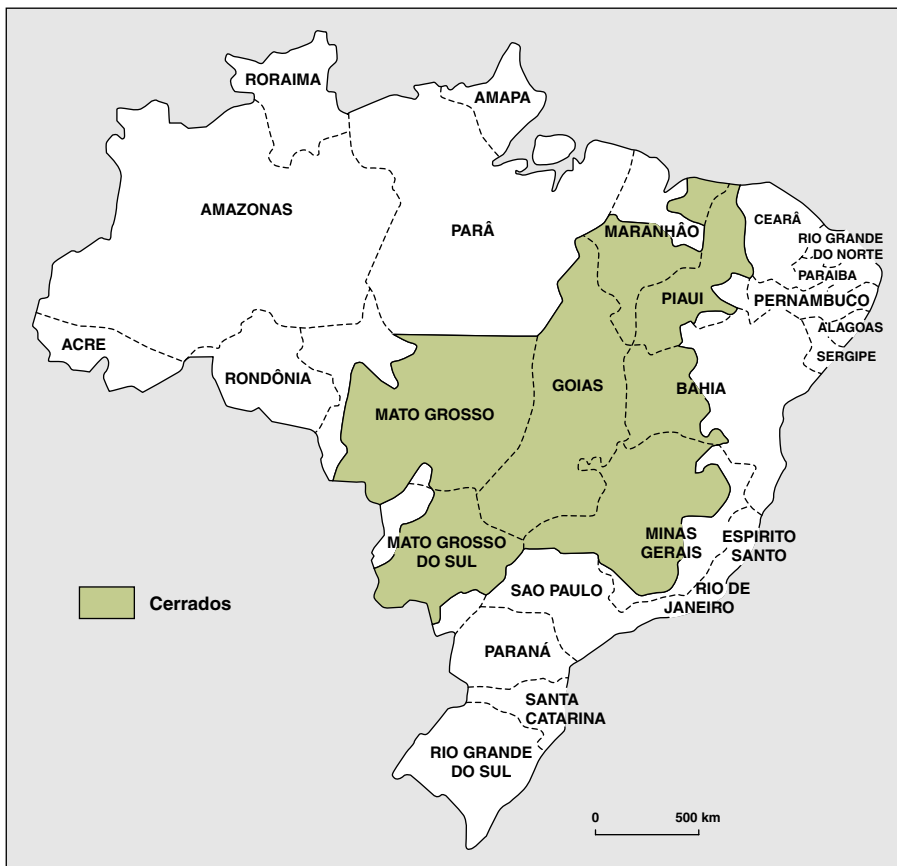 RORAIMA
AMAPA
AMAZONAS
PARÂ
MARANHÂO
CEARÂ
RIO GRANDE
DO NORTE
PARAIBA
PIAUI
PERNAMBUCO
ALAGOAS
SERGIPE
ACRE
RONDÔNIA
MATO GROSSO
GOIAS
BAHIA
MATO GROSSO
DO SUL
MINAS
GERAIS
ESPIRITO
SANTO
RIO DE
JANEIRO
SAO PAULO
Cerrados
PARANÁ
SANTA
CATARINA
RIO GRANDE
DO SUL
0 500 km